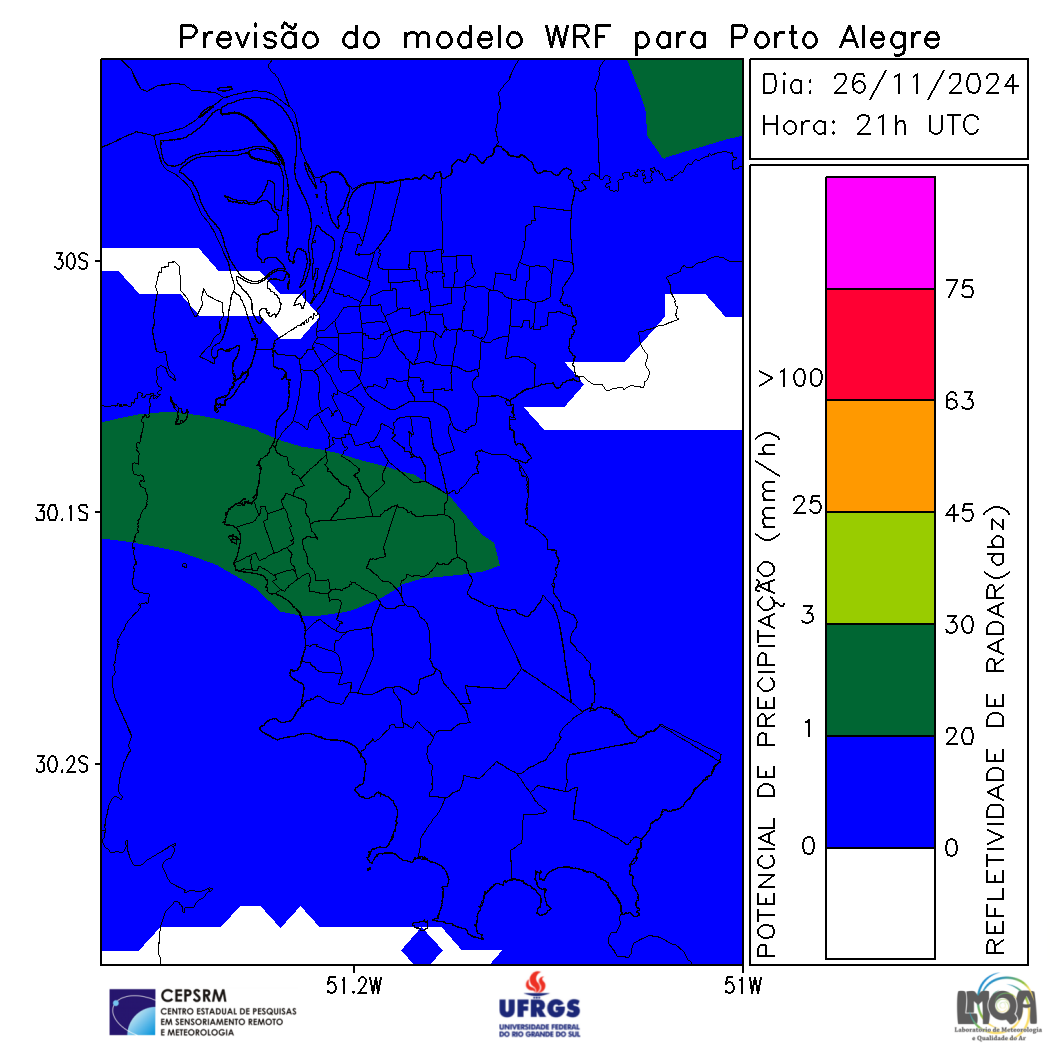 Previsão do modelo WRF para Porto Alegre
Dia: 26/11/2024
Hora: 21h UTC
30S
30.1S
30.2S
51.2W
51W
POTENCIAL DE PRECIPITAÇÃO (mm/h)
>100
25
3
1
0
75
63
45
30
20
0
REFLETIVIDADE DE RADAR(dbz)
CEPSRM
CENTRO ESTADUAL DE PESQUISAS
EM SENSORIAMENTO REMOTO
E METEOROLOGIA
UFRGS
UNIVERSIDADE FEDERAL
DO RIO GRANDE DO SUL
LMQA
Laboratório de Meteorologia
e Qualidade do Ar